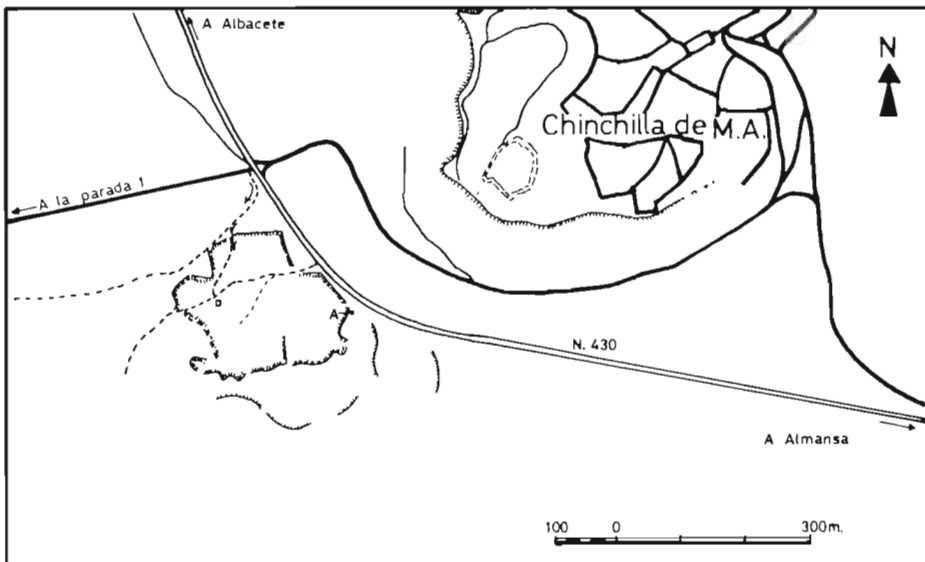 A Albacete
N
Chinchilla de M.A.
A la parada 1
A
N. 430
A Almansa
100 0 300m.